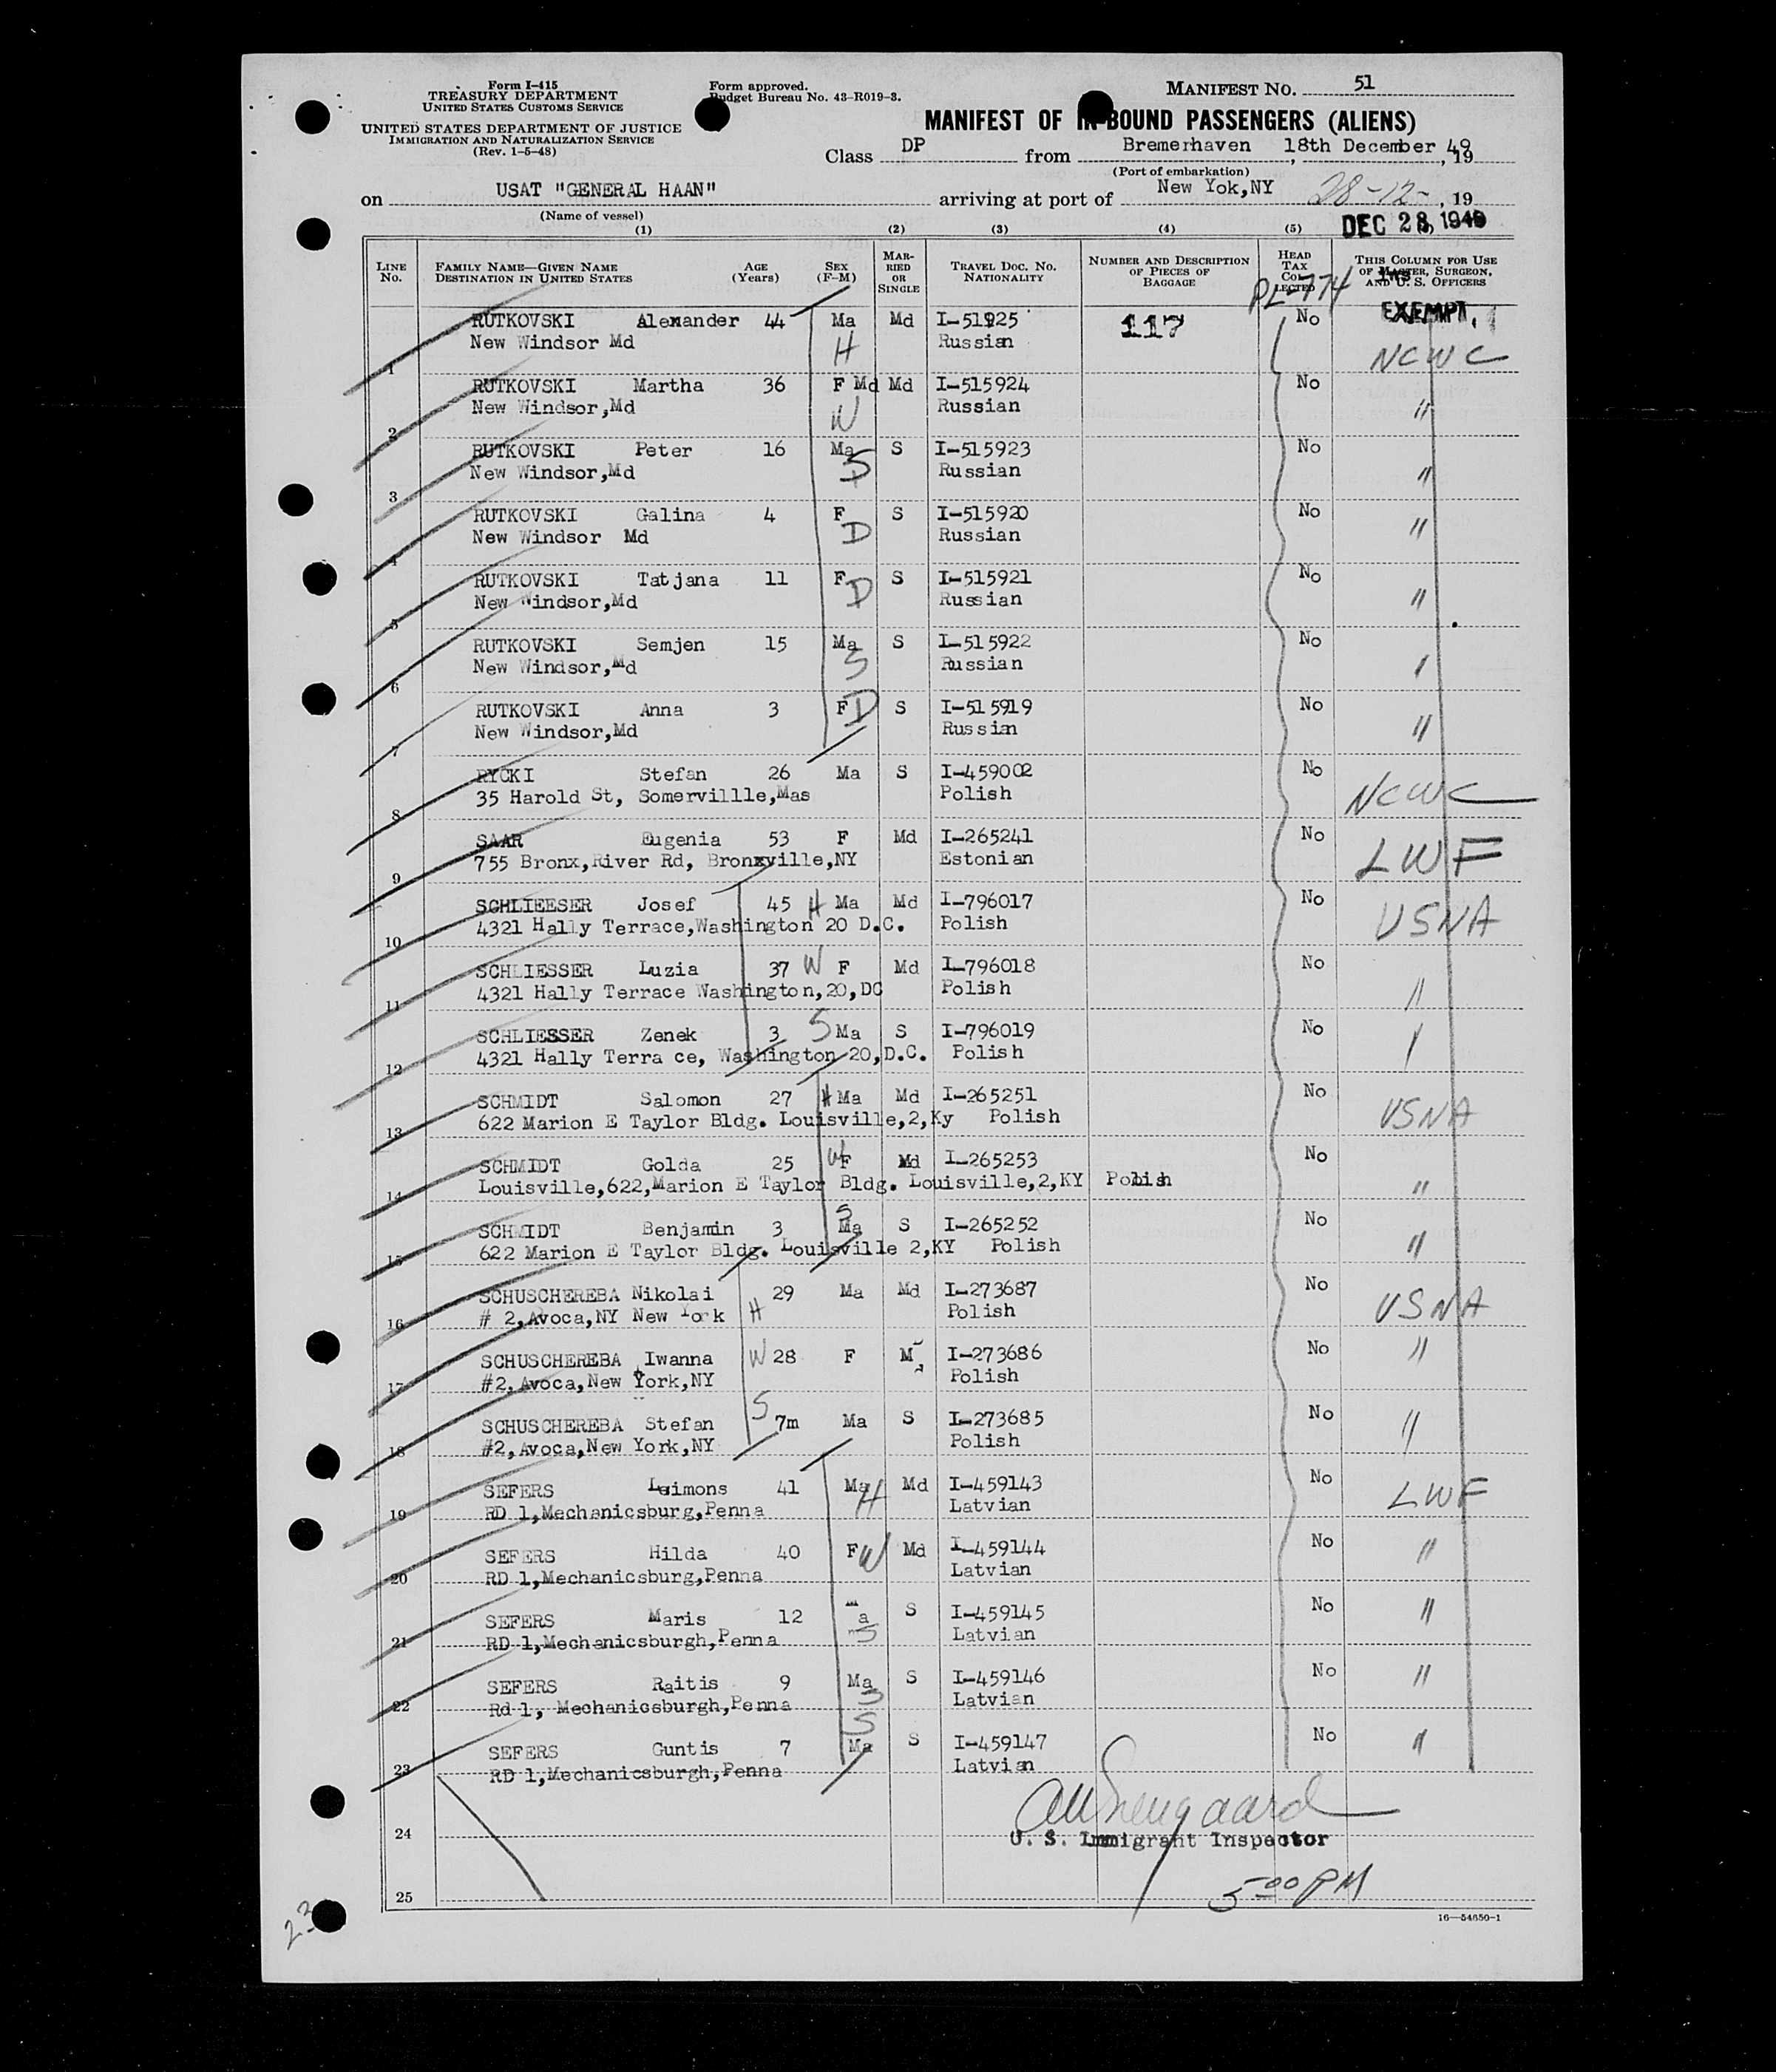 Form I-415
TREASURY DEPARTMENT
UNITED STATES CUSTOMS SERVICE
UNITED STATES DEPARTMENT OF JUSTICE
IMMIGRATION AND NATURALIZATION SERVICE
(Rev. 1-5-48)
Form approved.
Budget Bureau No. 43-R019-3.
MANIFEST NO. 51
MANIFEST OF IN-BOUND PASSENGERS (ALIENS)
Class DP from Bremerhaven, 18th December, 1949
(Port of embarkation)
on USAT "GENERAL HAAN" arriving at port of New Yok,NY 28-12-, 19
(Name of vessel)
DEC 28, 1949
(1) (2) (3) (4) (5)
LINE NO. FAMILY NAME—GIVEN NAME DESTINATION IN UNITED STATES AGE (Years) SEX (F-M) MARRIED OR SINGLE TRAVEL DOC. NO. NATIONALITY NUMBER AND DESCRIPTION OF PIECES OF BAGGAGE HEAD TAX COLLECTED THIS COLUMN FOR USE OF MASTER, SURGEON, AND U. S. OFFICERS
PL-774 INS
EXEMPT.
1 RUTKOVSKI Alexander 44 Ma H Md I-51925 117 No NCWC
New Windsor Md Russian
2 RUTKOVSKI Martha 36 F Md W Md I-515924 No "
New Windsor,Md Russian
3 RUTKOVSKI Peter 16 Ma S S I-515923 No "
New Windsor,Md Russian
4 RUTKOVSKI Galina 4 F D S I-515920 No "
New Windsor Md Russian
5 RUTKOVSKI Tatjana 11 F D S I-515921 No "
New Windsor,Md Russian
6 RUTKOVSKI Semjen 15 Ma S S I-515922 No "
New Windsor,Md Russian
7 RUTKOVSKI Anna 3 F D S I-515919 No "
New Windsor,Md Russian
8 RYCKI Stefan 26 Ma S I-459002 No NCWC
35 Harold St, Somervillle,Mas Polish
9 SAAR Eugenia 53 F Md I-265241 No LWF
755 Bronx,River Rd, Bronxville,NY Estonian
10 SCHLIEESER Josef 45 H Ma Md I-796017 No USNA
4321 Hally Terrace,Washington 20 D.C. Polish
11 SCHLIESSER Luzia 37 W F Md I-796018 No "
4321 Hally Terrace Washington,20,DC Polish
12 SCHLIESSER Zenek 3 S Ma S I-796019 No "
4321 Hally Terra ce, Washington 20,D.C. Polish
13 SCHMIDT Salomon 27 H Ma Md I-265251 No USNA
622 Marion E Taylor Bldg. Louisville,2,Ky Polish
14 SCHMIDT Golda 25 W F Md I-265253 No "
Louisville,622,Marion E Taylor Bldg. Louisville,2,KY Polish
15 SCHMIDT Benjamin 3 S Ma S I-265252 No "
622 Marion E Taylor Bldg. Louisville 2,KY Polish
16 SCHUSCHEREBA Nikolai 29 H Ma Md I-273687 No USNA
# 2,Avoca,NY New York Polish
17 SCHUSCHEREBA Iwanna W 28 F M I-273686 No "
#2,Avoca,New York,NY Polish
18 SCHUSCHEREBA Stefan S 7m Ma S I-273685 No "
#2,Avoca,New York,NY Polish
19 SEFERS Laimons 41 Ma H Md I-459143 No LWF
RD 1,Mechanicsburg,Penna Latvian
20 SEFERS Hilda 40 F W Md I-459144 No "
RD 1,Mechanicsburg,Penna Latvian
21 SEFERS Maris 12 Ma S S I-459145 No "
RD 1,Mechanicsburgh,Penna Latvian
22 SEFERS Raitis 9 Ma S S I-459146 No "
Rd 1, Mechanicsburgh,Penna Latvian
23 SEFERS Guntis 7 S Ma S I-459147 No "
RD 1,Mechanicsburgh,Penna Latvian
24
U. S. Immigrant Inspector
25
5 00 PM
23
16—54650-1